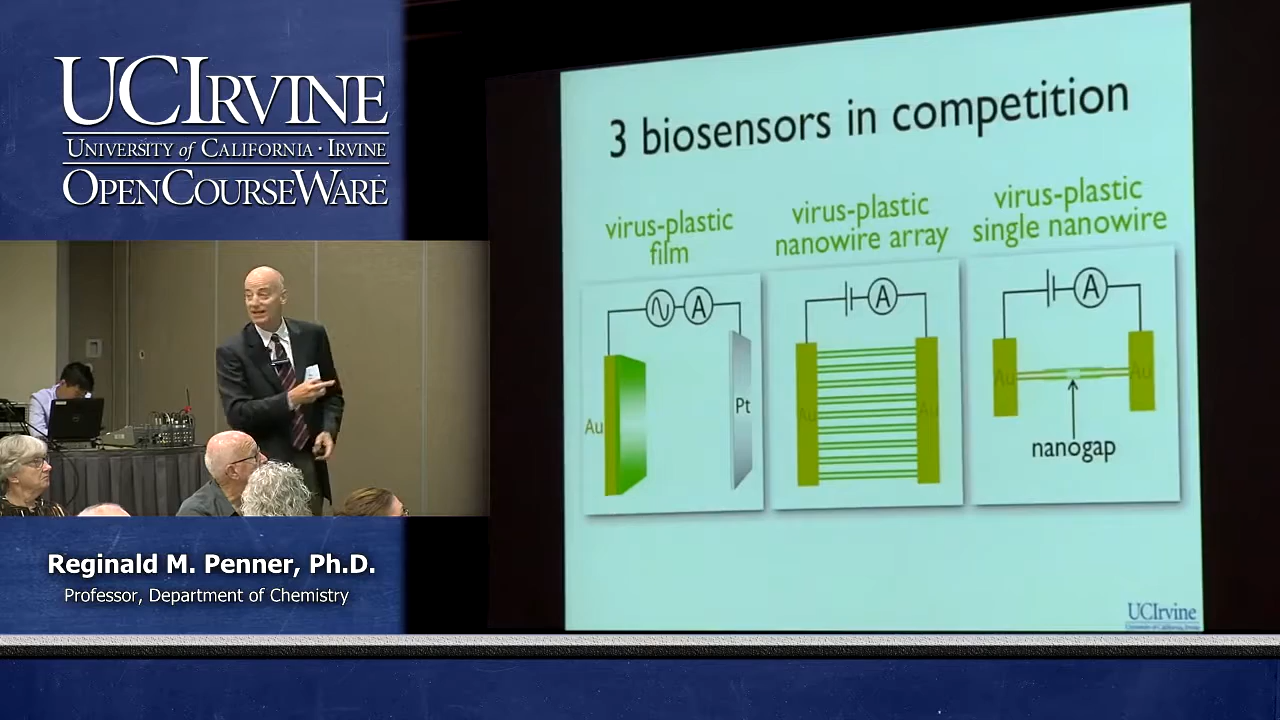 UCIRVINE
UNIVERSITY of CALIFORNIA · IRVINE
OPENCOURSEWARE
Reginald M. Penner, Ph.D.
Professor, Department of Chemistry
3 biosensors in competition
virus-plastic
film
virus-plastic
nanowire array
virus-plastic
single nanowire
A
Au
Pt
A
Au
Au
A
Au
Au
nanogap
UCIrvine